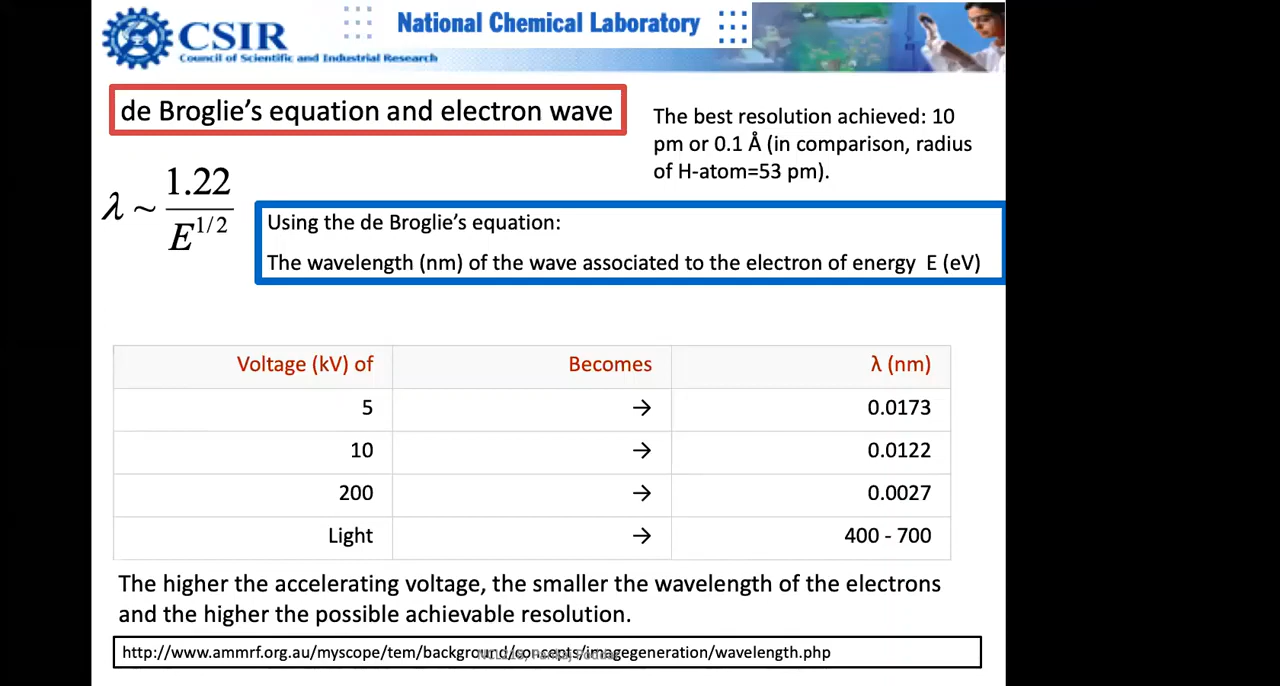 CSIR
Council of Scientific and Industrial Research
National Chemical Laboratory
de Broglie's equation and electron wave
The best resolution achieved: 10
pm or 0.1 Å (in comparison, radius
of H-atom=53 pm).
λ ~ 1.22 / E^1/2
Using the de Broglie's equation:
The wavelength (nm) of the wave associated to the electron of energy E (eV)
Voltage (kV) of Becomes λ (nm)
5 → 0.0173
10 → 0.0122
200 → 0.0027
Light → 400 - 700
The higher the accelerating voltage, the smaller the wavelength of the electrons
and the higher the possible achievable resolution.
http://www.ammrf.org.au/myscope/tem/background/concepts/imagegeneration/wavelength.php